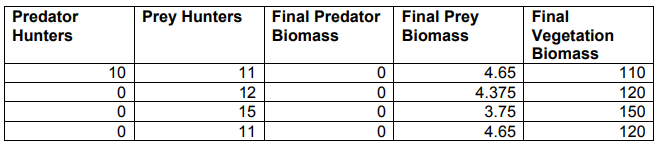 Predator Hunters Prey Hunters Final Predator Biomass Final Prey Biomass Final Vegetation Biomass
10 11 0 4.65 110
0 12 0 4.375 120
0 15 0 3.75 150
0 11 0 4.65 120